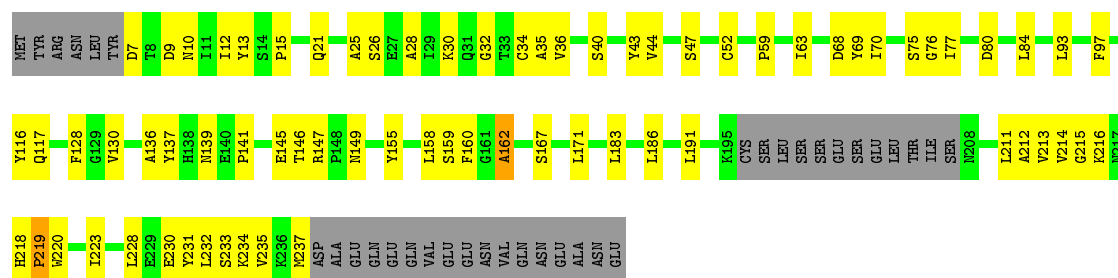 MET TYR ARG ASN LEU TYR D7 T8 D9 N10 I11 I12 Y13 S14 P15 Q21 A25 S26 E27 A28 I29 K30 Q31 G32 T33 C34 A35 V36 S40 Y43 V44 S47 C52 P59 I63 D68 Y69 I70 S75 G76 I77 D80 L84 L93 F97
Y116 Q117 F128 G129 V130 A136 Y137 H138 N139 E140 P141 E145 T146 R147 P148 N149 Y155 L158 S159 F160 G161 A162 S167 L171 L183 L186 L191 K195 CYS SER LEU SER SER GLU SER GLU LEU THR ILE SER N208 L211 A212 V213 V214 G215 K216 N217
H218 P219 W220 I223 L228 E229 E230 Y231 L232 S233 K234 V235 K236 M237 ASP ALA GLU GLN GLU GLN VAL GLU GLU ASN VAL GLN ASN GLU ALA ASN GLU